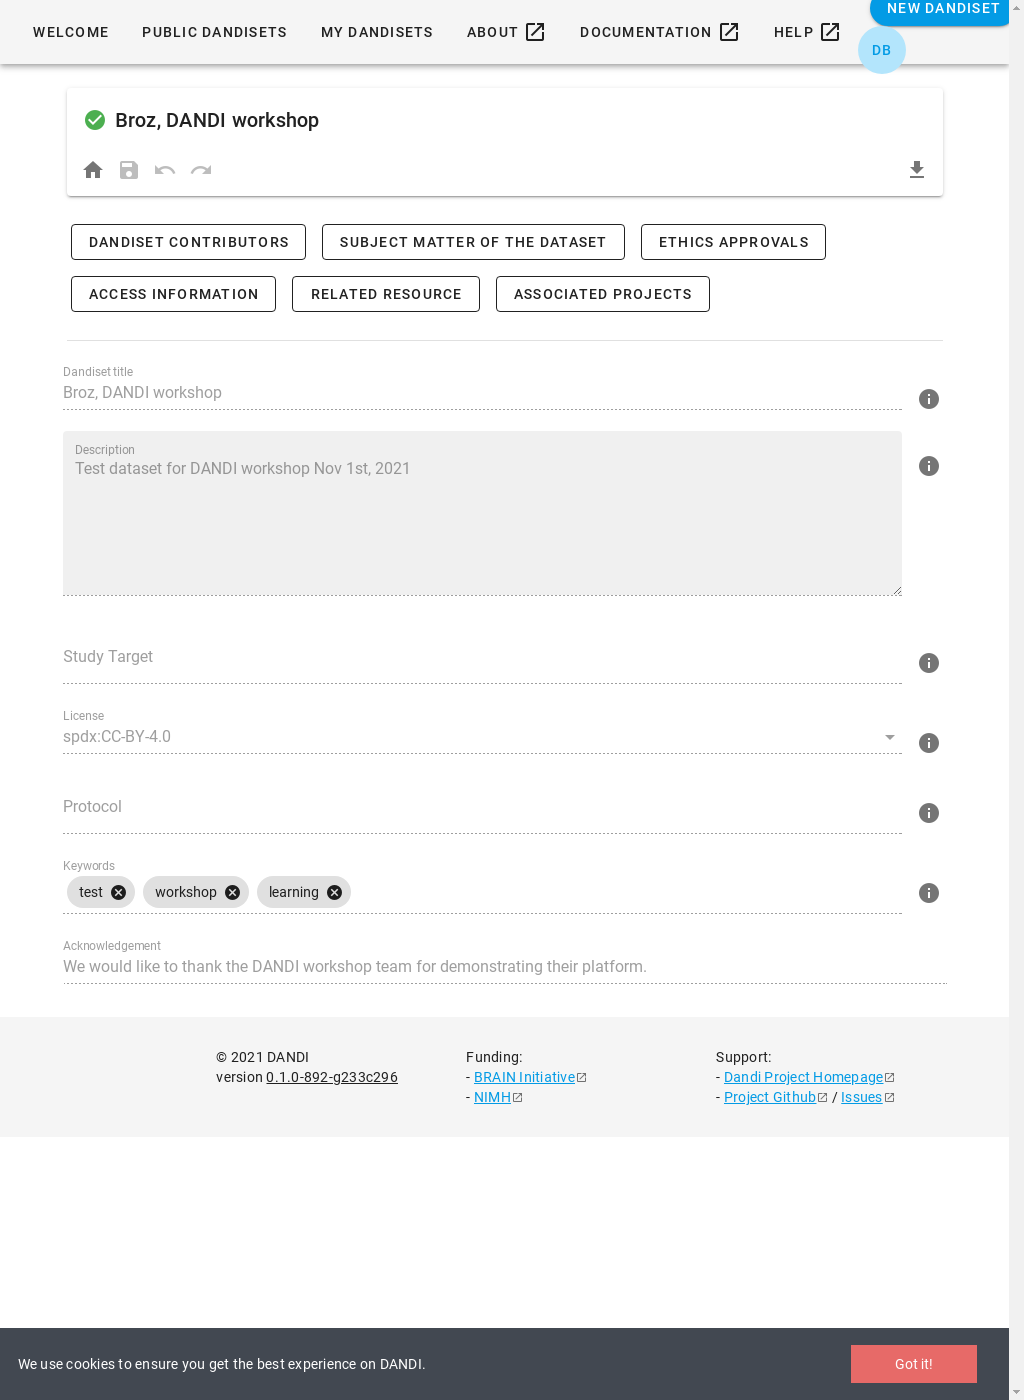 NEW DANDISET
WELCOME PUBLIC DANDISETS MY DANDISETS ABOUT DOCUMENTATION HELP
DB
Broz, DANDI workshop
DANDISET CONTRIBUTORS SUBJECT MATTER OF THE DATASET ETHICS APPROVALS
ACCESS INFORMATION RELATED RESOURCE ASSOCIATED PROJECTS
Dandiset title
Broz, DANDI workshop
Description
Test dataset for DANDI workshop Nov 1st, 2021
Study Target
License
spdx:CC-BY-4.0
Protocol
Keywords
test workshop learning
Acknowledgement
We would like to thank the DANDI workshop team for demonstrating their platform.
© 2021 DANDI
version 0.1.0-892-g233c296
Funding:
- BRAIN Initiative
- NIMH
Support:
- Dandi Project Homepage
- Project Github / Issues
We use cookies to ensure you get the best experience on DANDI.
Got it!